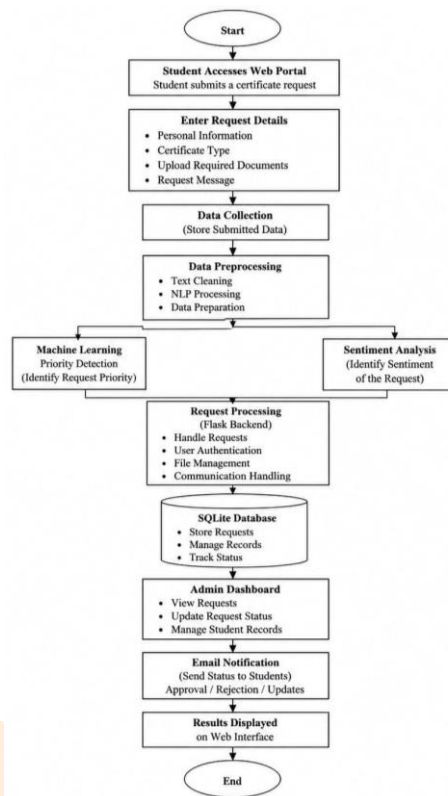 Start
Student Accesses Web Portal
Student submits a certificate request
Enter Request Details
• Personal Information
• Certificate Type
• Upload Required Documents
• Request Message
Data Collection
(Store Submitted Data)
Data Preprocessing
• Text Cleaning
• NLP Processing
• Data Preparation
Machine Learning
Priority Detection
(Identify Request Priority)
Sentiment Analysis
(Identify Sentiment
of the Request)
Request Processing
(Flask Backend)
• Handle Requests
• User Authentication
• File Management
• Communication Handling
SQLite Database
• Store Requests
• Manage Records
• Track Status
Admin Dashboard
• View Requests
• Update Request Status
• Manage Student Records
Email Notification
(Send Status to Students)
Approval / Rejection / Updates
Results Displayed
on Web Interface
End